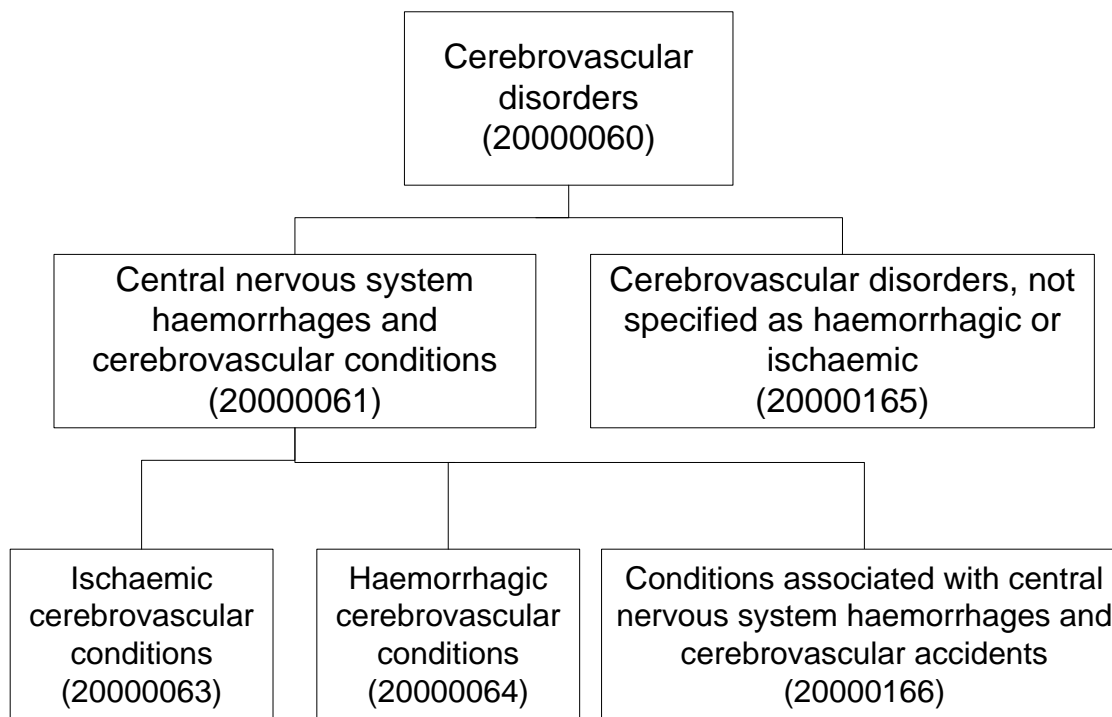 Cerebrovascular
disorders
(20000060)
Central nervous system
haemorrhages and
cerebrovascular conditions
(20000061)
Cerebrovascular disorders, not
specified as haemorrhagic or
ischaemic
(20000165)
Ischaemic
cerebrovascular
conditions
(20000063)
Haemorrhagic
cerebrovascular
conditions
(20000064)
Conditions associated with central
nervous system haemorrhages and
cerebrovascular accidents
(20000166)